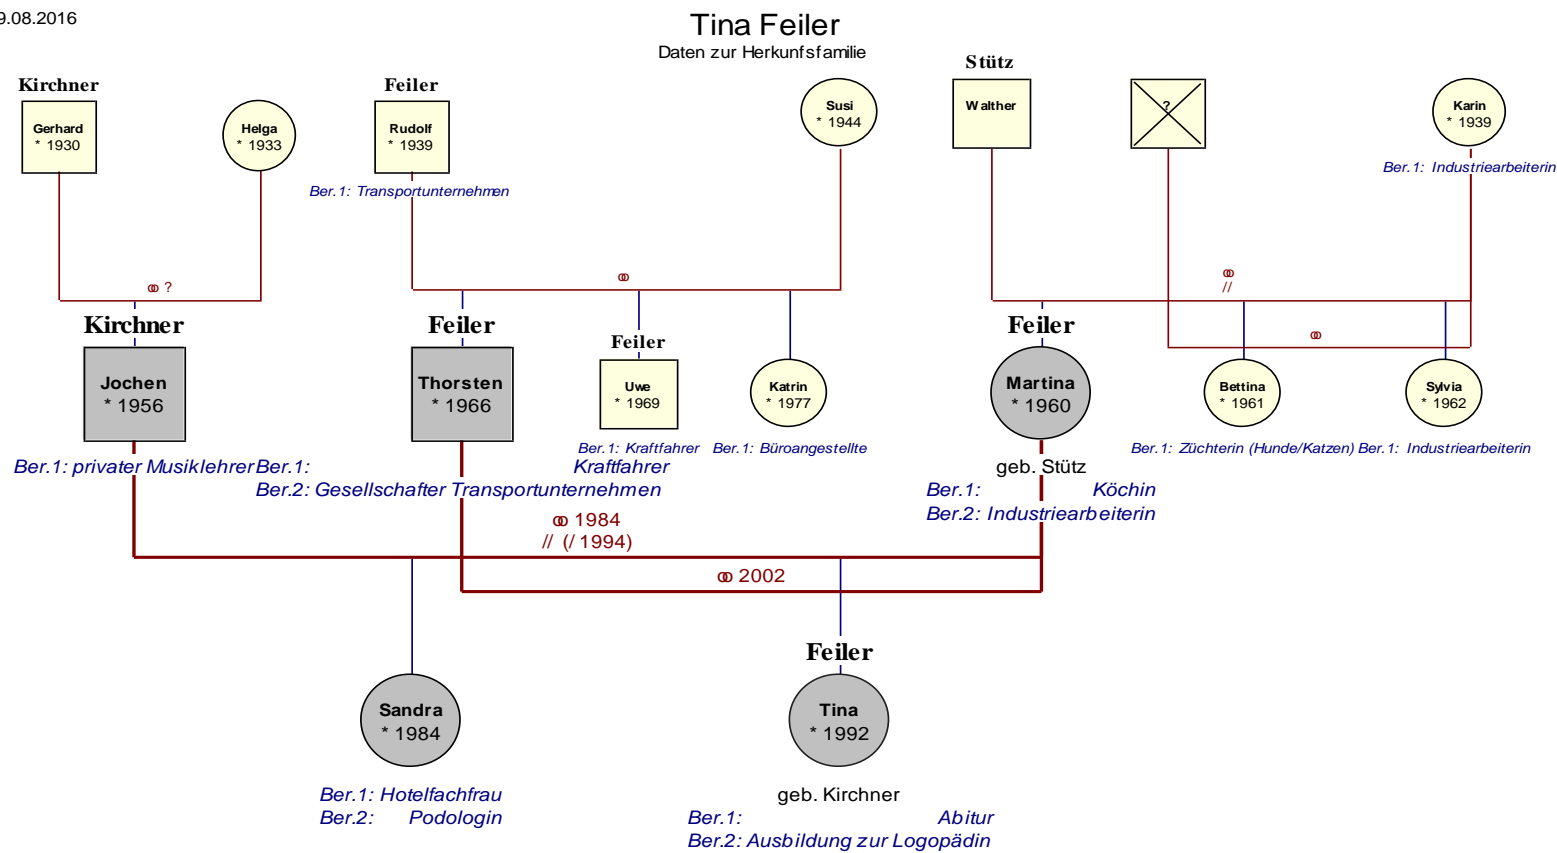 9.08.2016
Tina Feiler
Daten zur Herkunfsfamilie
Kirchner
Gerhard
* 1930
Helga
* 1933
Feiler
Rudolf
* 1939
Ber.1: Transportunternehmen
Susi
* 1944
Stütz
Walther
?
Karin
* 1939
Ber.1: Industriearbeiterin
⚭ ?
⚭
⚭
//
⚭
Kirchner
Jochen
* 1956
Ber.1: privater Musiklehrer
Feiler
Thorsten
* 1966
Ber.1: Kraftfahrer
Ber.2: Gesellschafter Transportunternehmen
Feiler
Uwe
* 1969
Ber.1: Kraftfahrer
Katrin
* 1977
Ber.1: Büroangestellte
Feiler
Martina
* 1960
geb. Stütz
Ber.1: Köchin
Ber.2: Industriearbeiterin
Bettina
* 1961
Ber.1: Züchterin (Hunde/Katzen)
Sylvia
* 1962
Ber.1: Industriearbeiterin
⚭ 1984
// (/ 1994)
⚭ 2002
Sandra
* 1984
Ber.1: Hotelfachfrau
Ber.2: Podologin
Feiler
Tina
* 1992
geb. Kirchner
Ber.1: Abitur
Ber.2: Ausbildung zur Logopädin